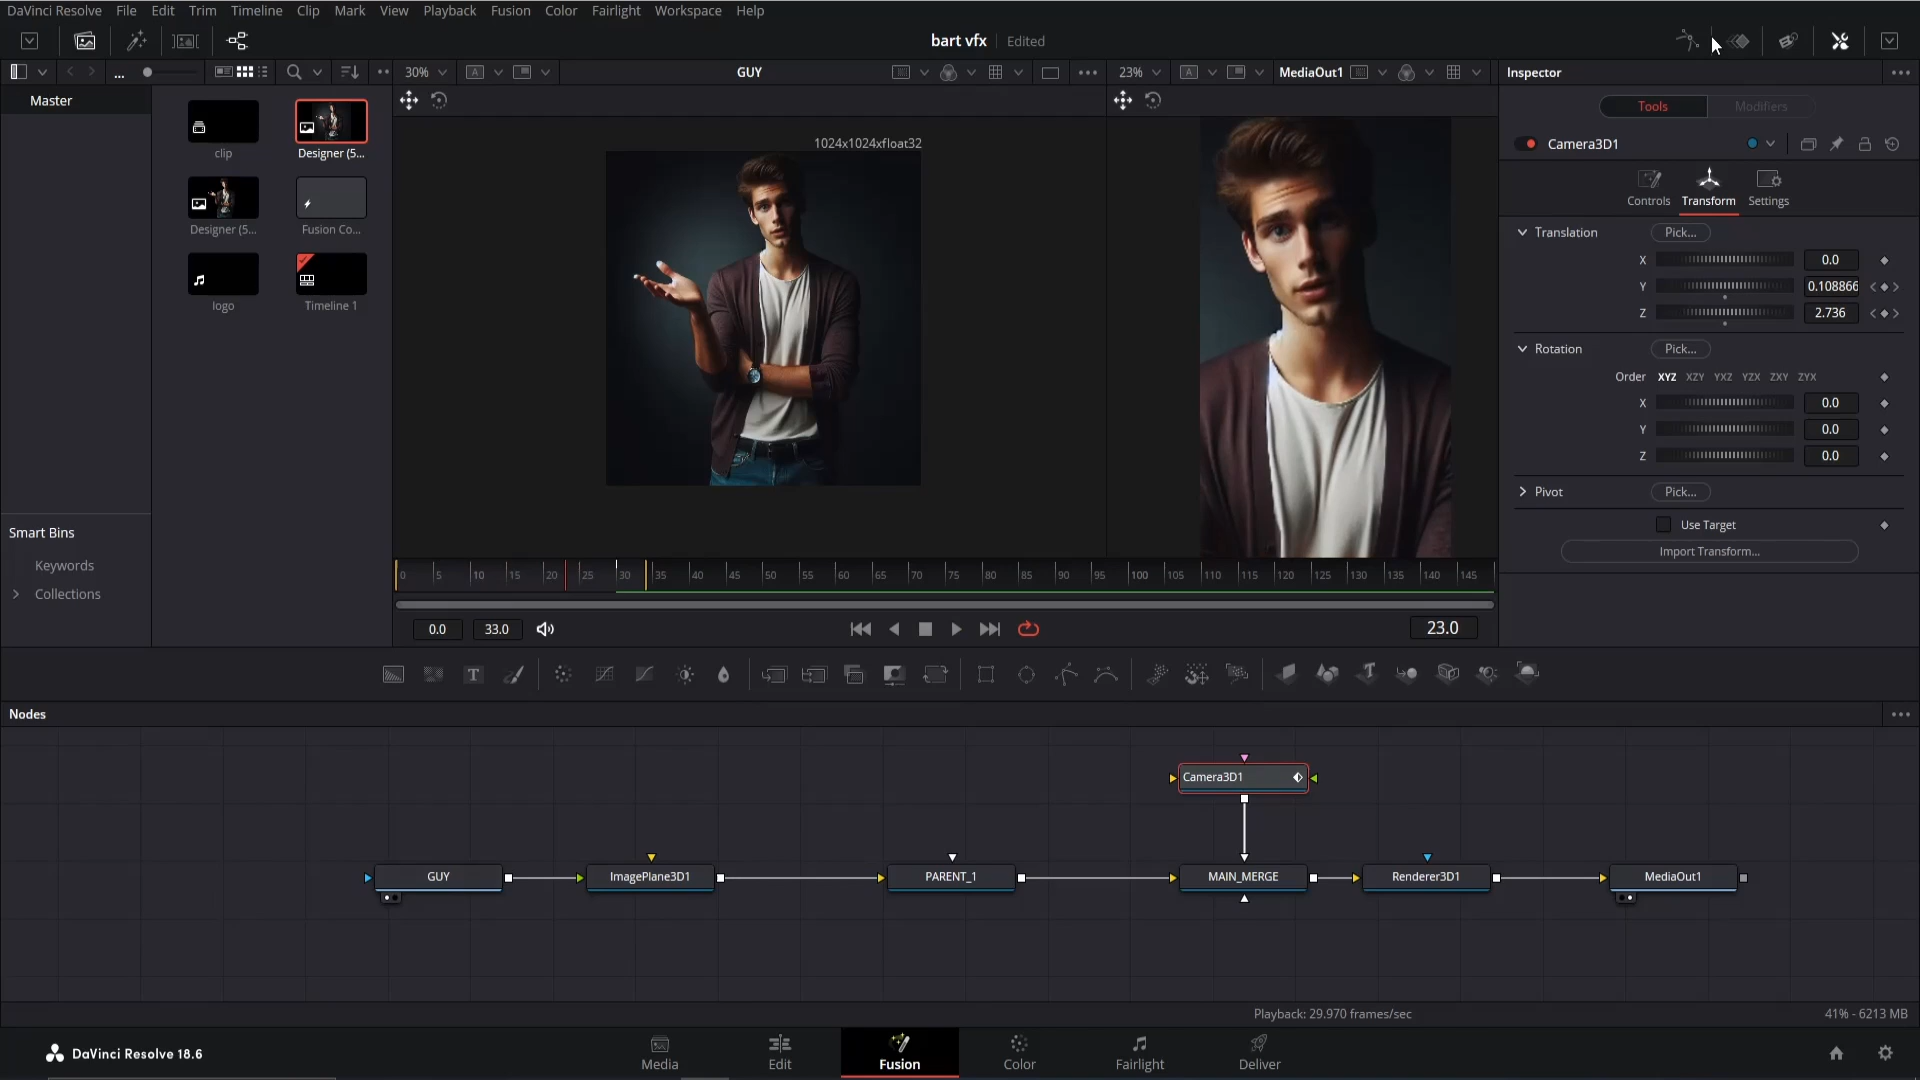 DaVinci Resolve File Edit Trim Timeline Clip Mark View Playback Fusion Color Fairlight Workspace Help
bart vfx Edited
... 30% GUY 23% MediaOut1 Inspector
Master
Tools Modifiers
Camera3D1
1024x1024xfloat32
clip Designer (5...
Controls Transform Settings
Designer (5... Fusion Co...
logo Timeline 1
Translation Pick...
X 0.0
Y 0.108866
Z 2.736
Rotation Pick...
Order XYZ XZY YXZ YZX ZXY ZYX
X 0.0
Y 0.0
Z 0.0
Pivot Pick...
Use Target
Import Transform...
Smart Bins
Keywords
Collections
0 5 10 15 20 25 30 35 40 45 50 55 60 65 70 75 80 85 90 95 100 105 110 115 120 125 130 135 140 145
0.0 33.0 23.0
T T
Nodes
Camera3D1
GUY ImagePlane3D1 PARENT_1 MAIN_MERGE Renderer3D1 MediaOut1
Playback: 29.970 frames/sec 41% - 6213 MB
DaVinci Resolve 18.6
Media Edit Fusion Color Fairlight Deliver